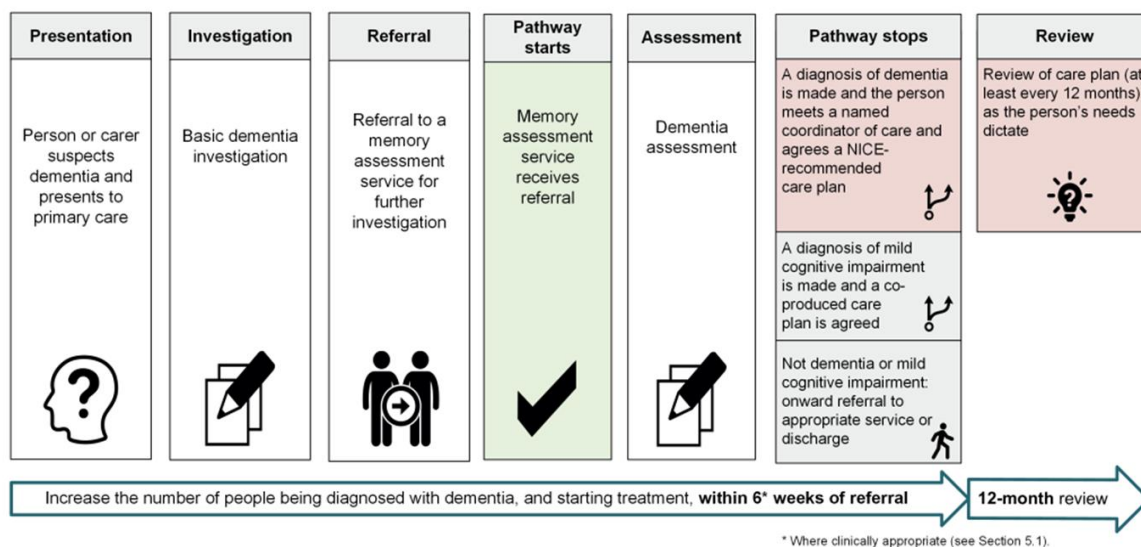 Presentation
Person or carer
suspects
dementia and
presents to
primary care
?
Investigation
Basic dementia
investigation
Referral
Referral to a
memory
assessment
service for
further
investigation
Pathway
starts
Memory
assessment
service
receives
referral
Assessment
Dementia
assessment
Pathway stops
A diagnosis of dementia
is made and the person
meets a named
coordinator of care and
agrees a NICE-
recommended
care plan
A diagnosis of mild
cognitive impairment
is made and a co-
produced care
plan is agreed
Not dementia or mild
cognitive impairment:
onward referral to
appropriate service or
discharge
Review
Review of care plan (at
least every 12 months)
as the person's needs
dictate
?
Increase the number of people being diagnosed with dementia, and starting treatment, within 6* weeks of referral
12-month review
* Where clinically appropriate (see Section 5.1).